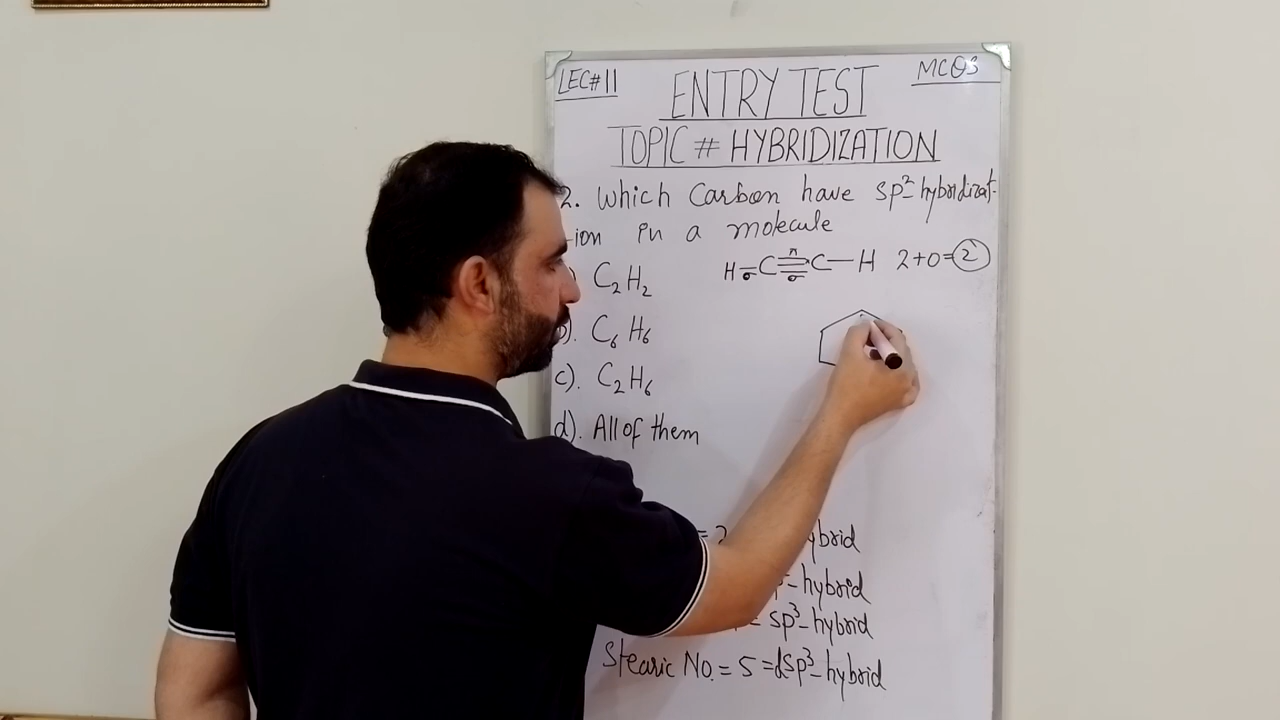 LEC#11
ENTRY TEST
MCQs
TOPIC # HYBRIDIZATION
2. Which Carbon have sp²-hybridizat-
-ion in a molecule
H-C≡C-H 2+0=2
). C₂H₂
b). C₆H₆
c). C₂H₆
d). All of them
= 2 ybrid
-hybrid
= sp³-hybrid
Stearic No. = 5 = dsp³-hybrid